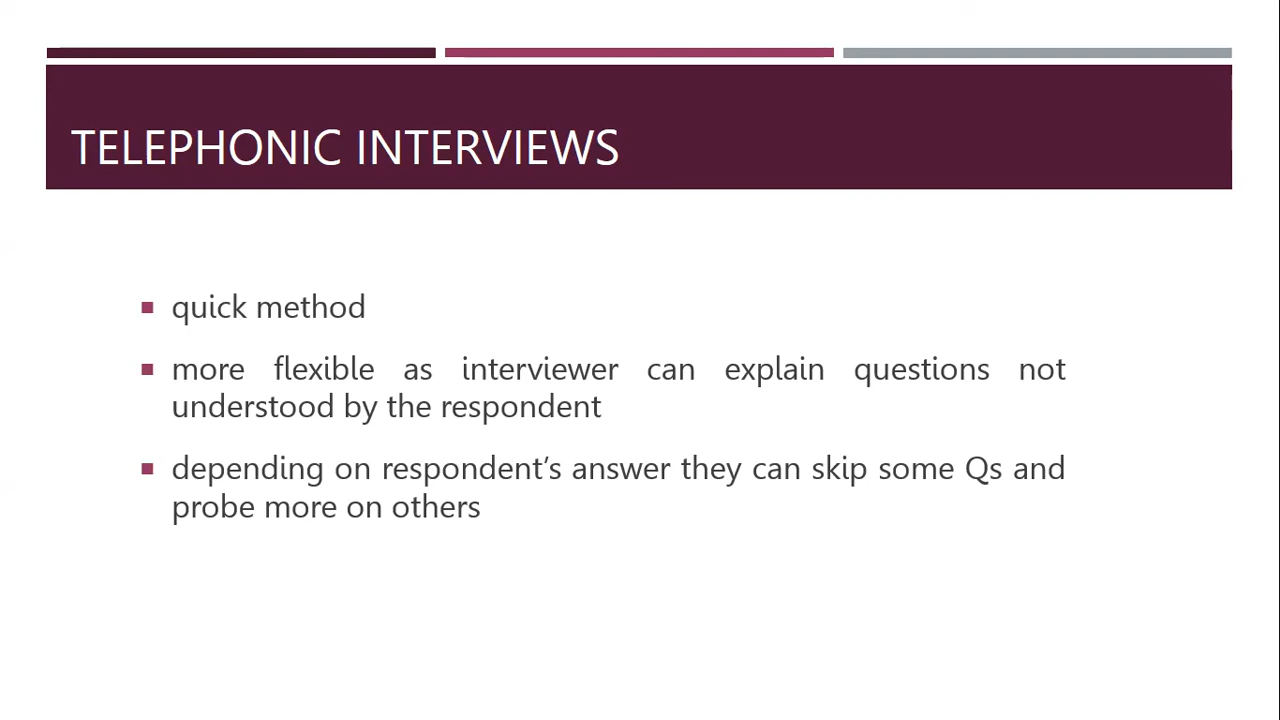 TELEPHONIC INTERVIEWS
quick method
more flexible as interviewer can explain questions not
understood by the respondent
depending on respondent's answer they can skip some Qs and
probe more on others